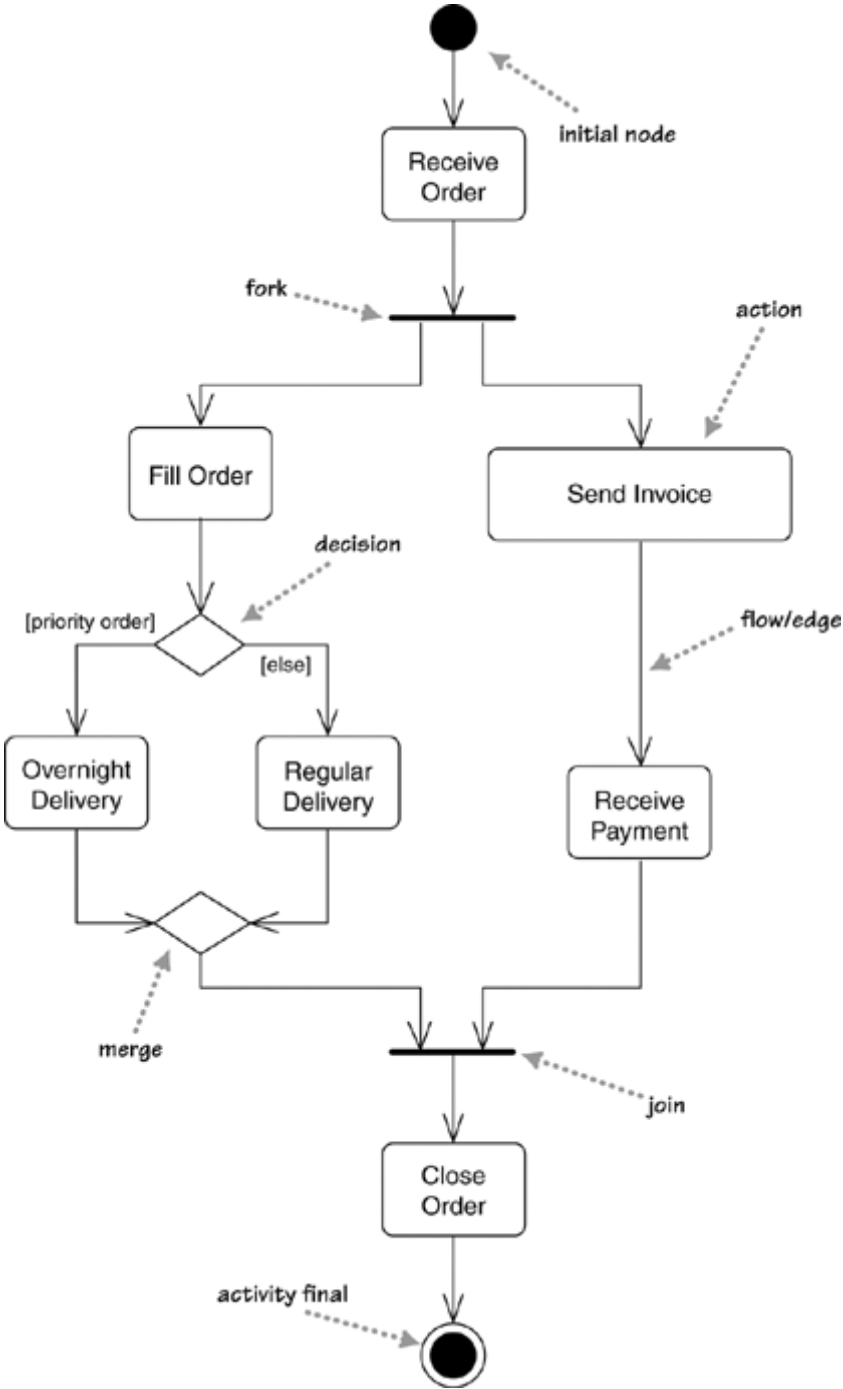 initial node
Receive
Order
fork
action
Fill Order
Send Invoice
decision
[priority order]
[else]
flow/edge
Overnight
Delivery
Regular
Delivery
Receive
Payment
merge
join
Close
Order
activity final